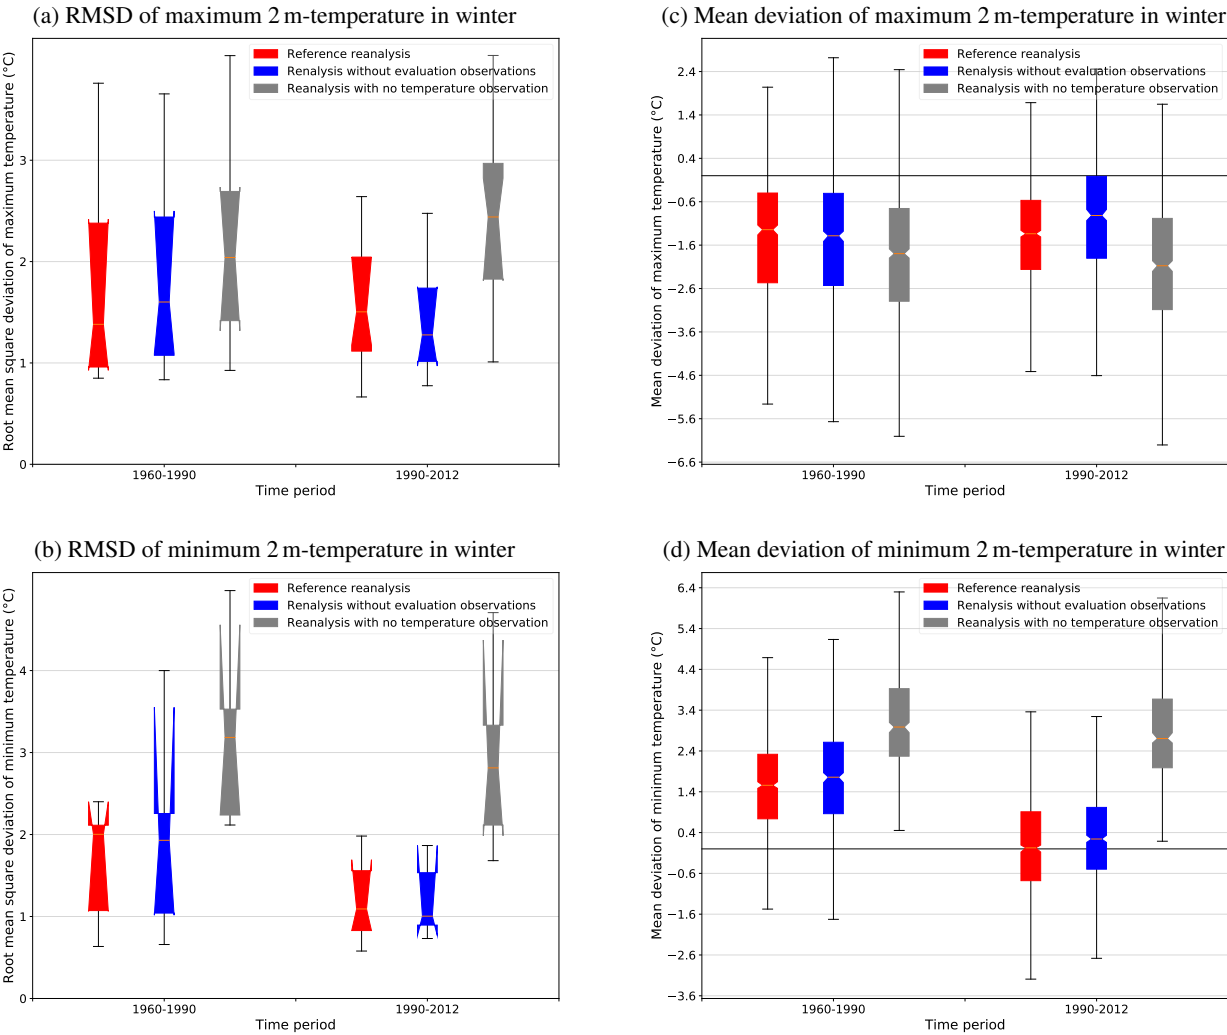 (a) RMSD of maximum 2 m-temperature in winter
Root mean square deviation of maximum temperature (°C)
3
2
1
0
Reference reanalysis
Renalysis without evaluation observations
Reanalysis with no temperature observation
1960-1990
1990-2012
Time period
(c) Mean deviation of maximum 2 m-temperature in winter
Mean deviation of maximum temperature (°C)
2.4
1.4
0.4
−0.6
−1.6
−2.6
−3.6
−4.6
−5.6
−6.6
Reference reanalysis
Renalysis without evaluation observations
Reanalysis with no temperature observation
1960-1990
1990-2012
Time period
(b) RMSD of minimum 2 m-temperature in winter
Root mean square deviation of minimum temperature (°C)
4
3
2
1
0
Reference reanalysis
Renalysis without evaluation observations
Reanalysis with no temperature observation
1960-1990
1990-2012
Time period
(d) Mean deviation of minimum 2 m-temperature in winter
Mean deviation of minimum temperature (°C)
6.4
5.4
4.4
3.4
2.4
1.4
0.4
−0.6
−1.6
−2.6
−3.6
Reference reanalysis
Renalysis without evaluation observations
Reanalysis with no temperature observation
1960-1990
1990-2012
Time period